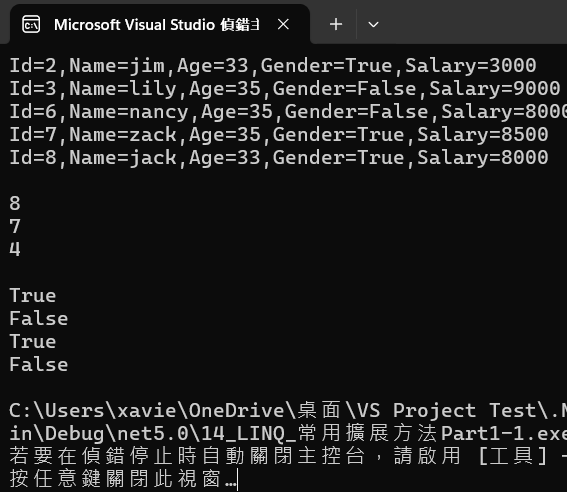 Microsoft Visual Studio 偵錯主
Id=2,Name=jim,Age=33,Gender=True,Salary=3000
Id=3,Name=lily,Age=35,Gender=False,Salary=9000
Id=6,Name=nancy,Age=35,Gender=False,Salary=8000
Id=7,Name=zack,Age=35,Gender=True,Salary=8500
Id=8,Name=jack,Age=33,Gender=True,Salary=8000
8
7
4
True
False
True
False
C:\Users\xavie\OneDrive\桌面\VS Project Test\.N
in\Debug\net5.0\14_LINQ_常用擴展方法Part1-1.exe
若要在偵錯停止時自動關閉主控台，請啟用 [工具] -
按任意鍵關閉此視窗…